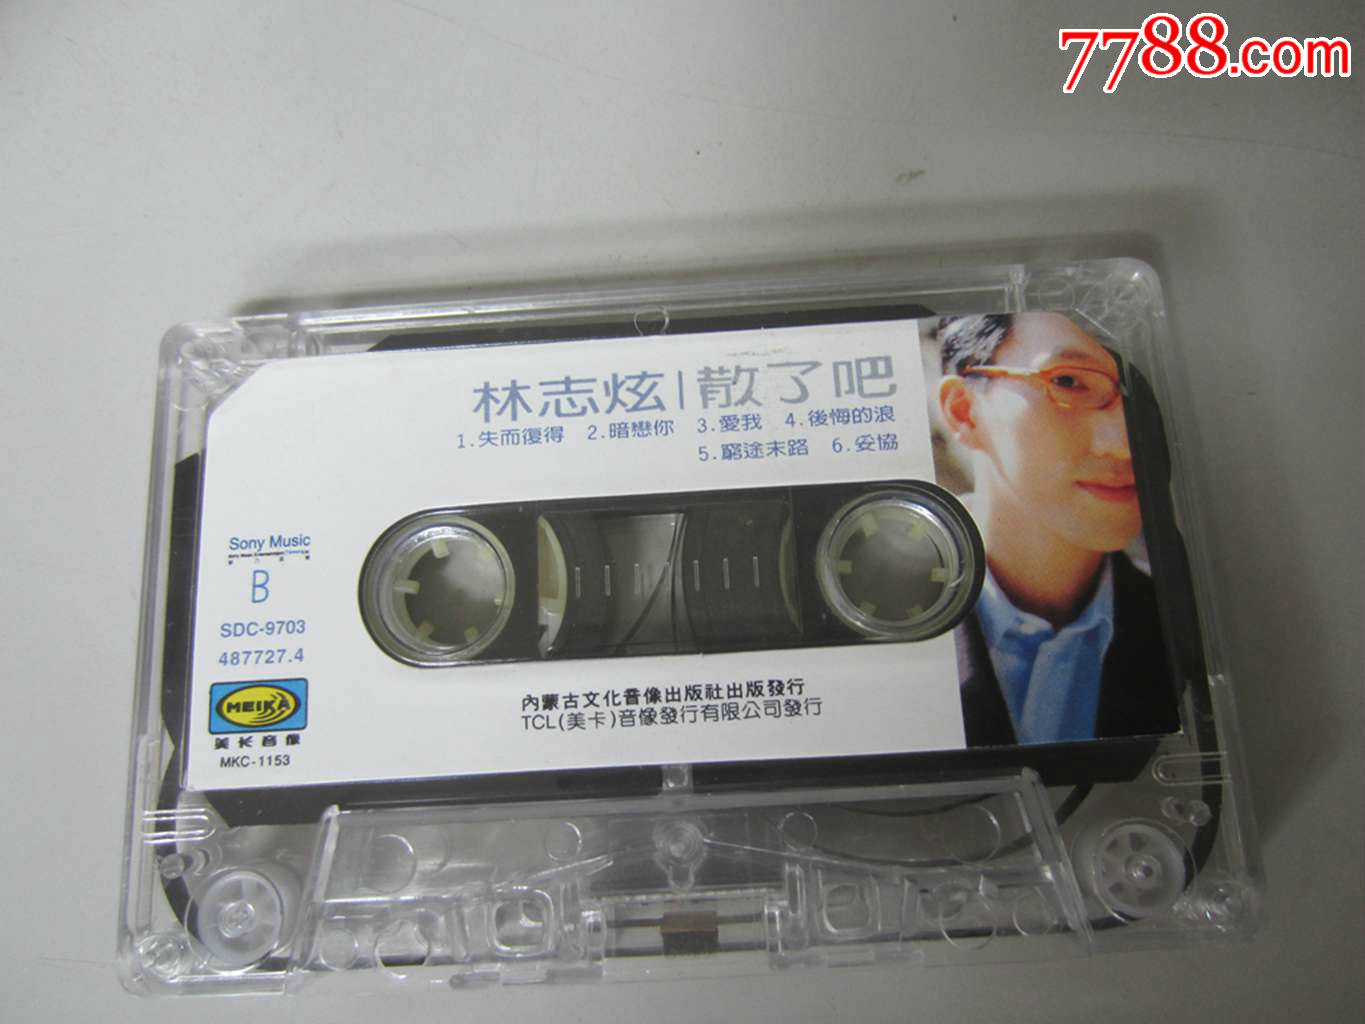 7788.com
林志炫|散了吧
1.失而復得 2.暗戀你 3.愛我 4.後悔的浪
5.窮途末路 6.妥協
Sony Music
B
SDC-9703
487727.4
MEIKA
美卡音像
MKC-1153
內蒙古文化音像出版社出版發行
TCL(美卡)音像發行有限公司發行